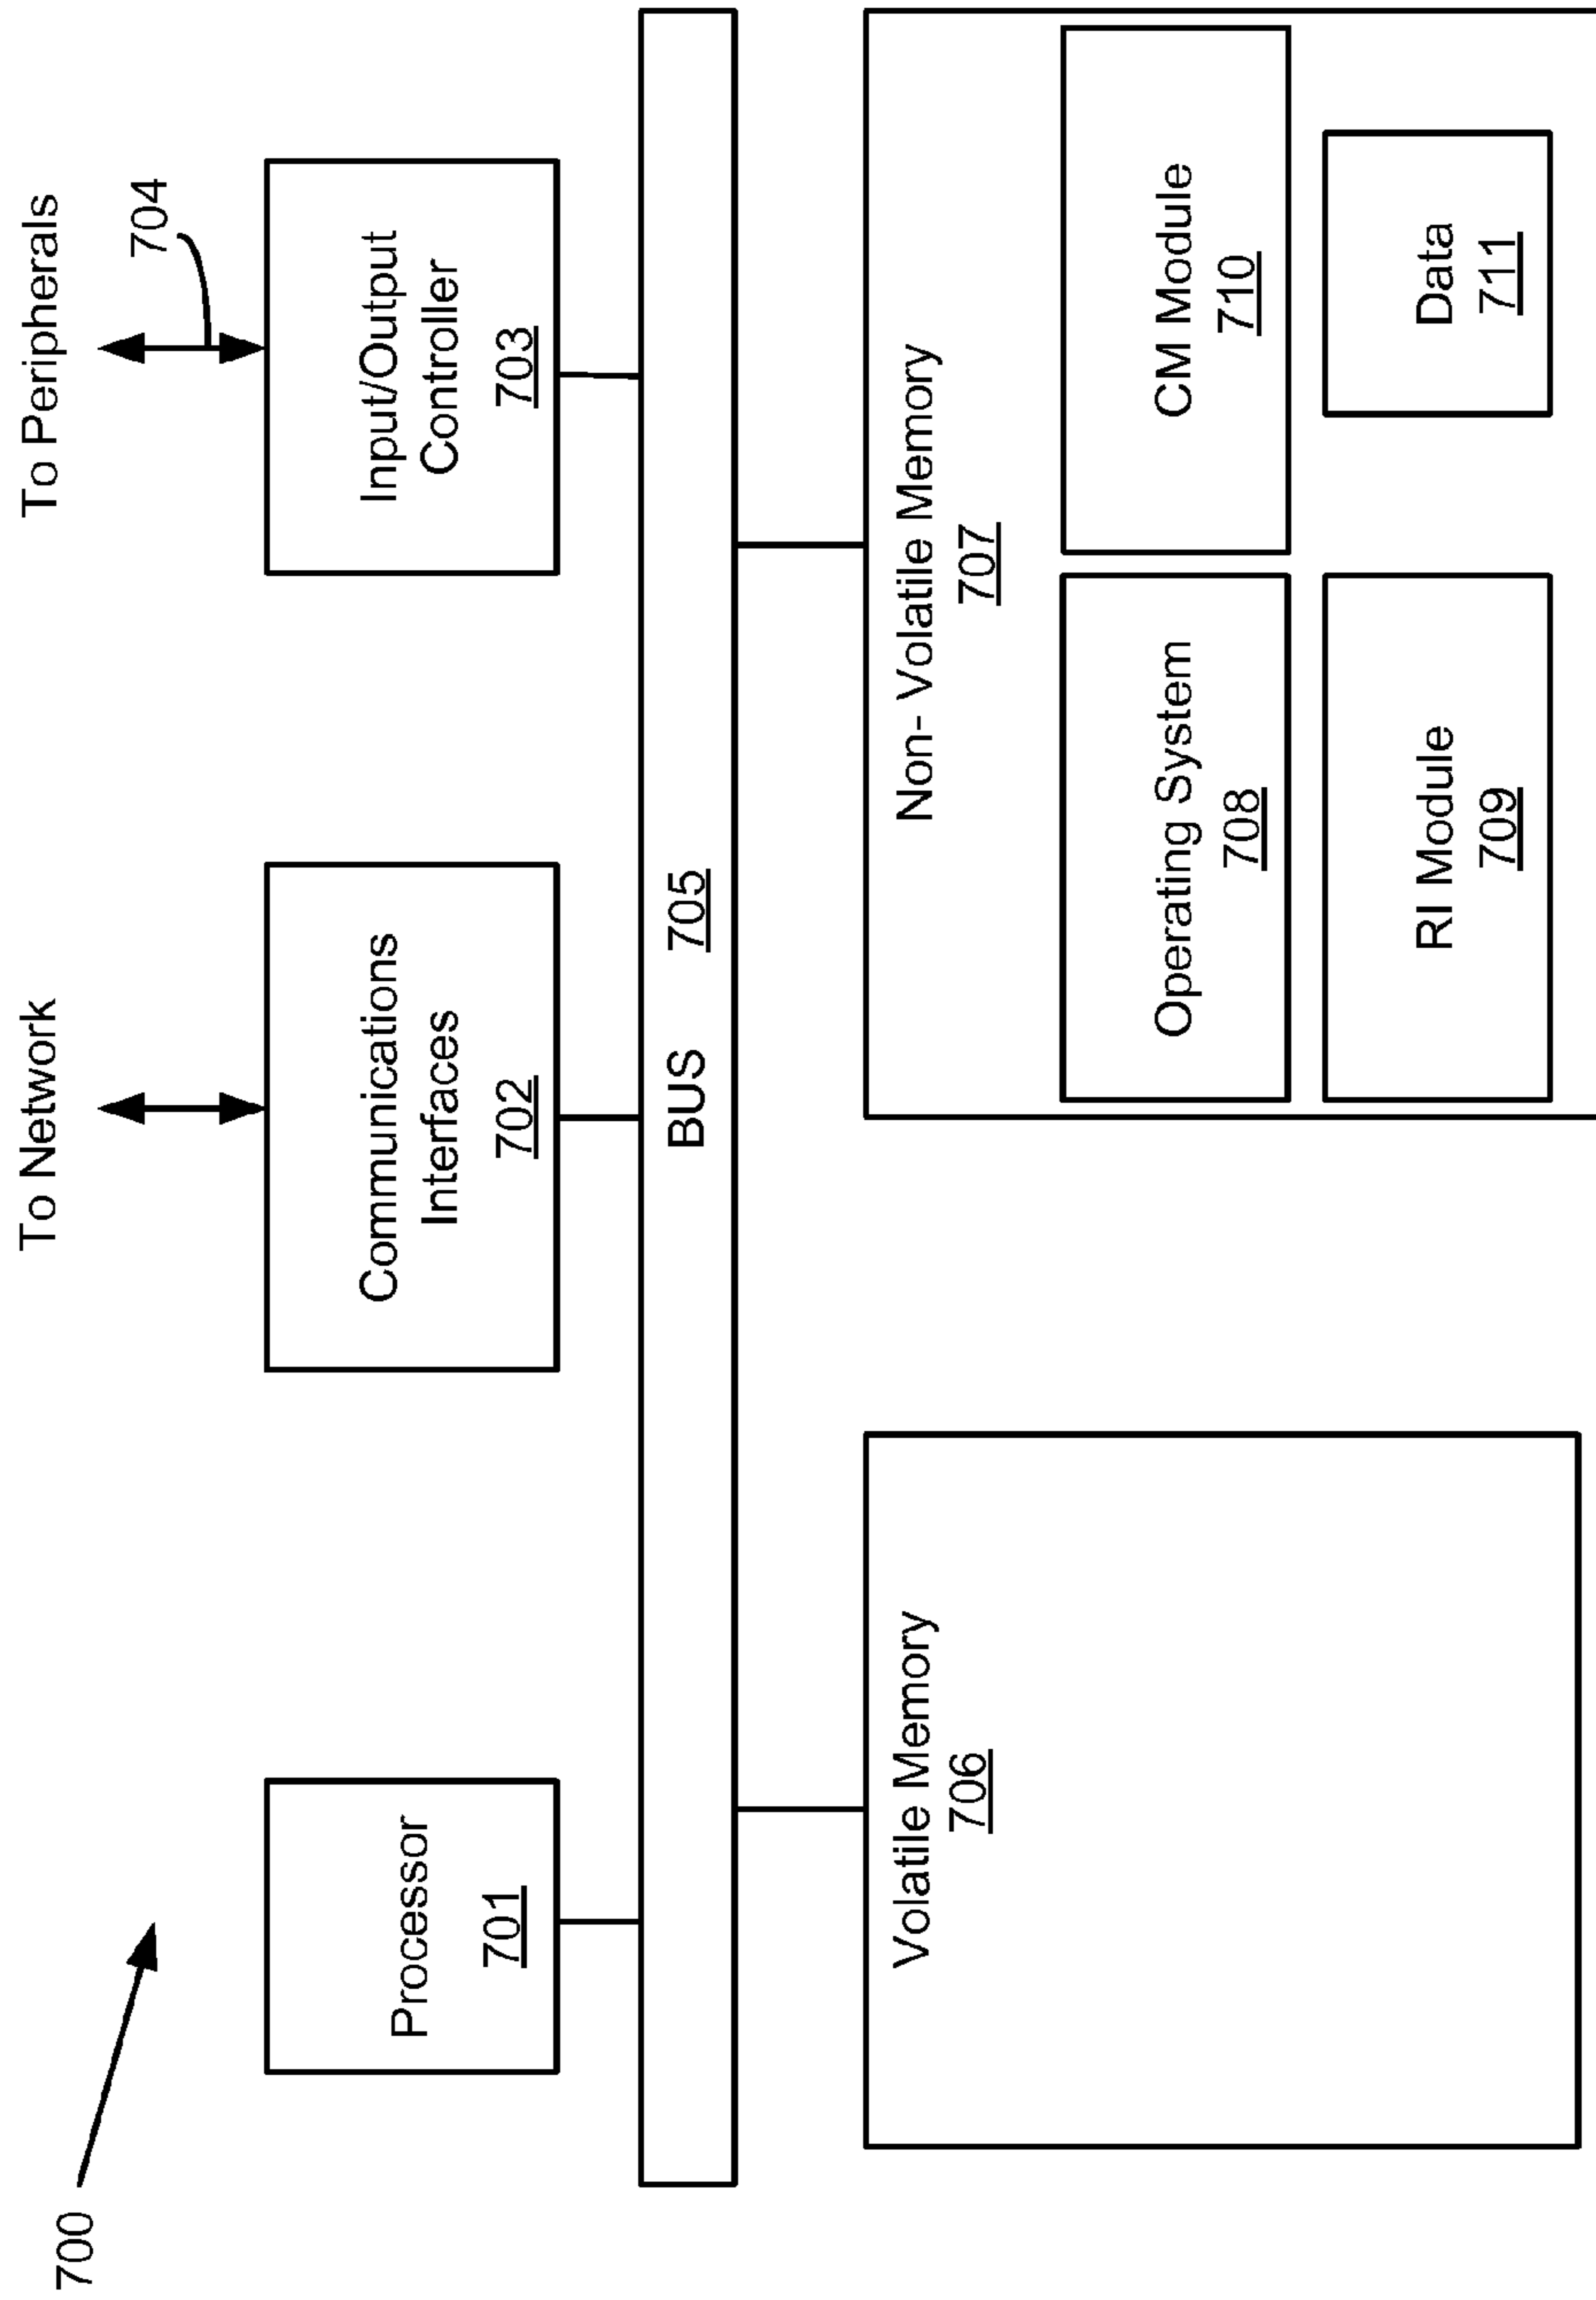 700
To Network
To Peripherals
704
Processor
701
Communications
Interfaces
702
Input/Output
Controller
703
BUS 705
Volatile Memory
706
Non- Volatile Memory
707
Operating System
708
CM Module
710
RI Module
709
Data
711